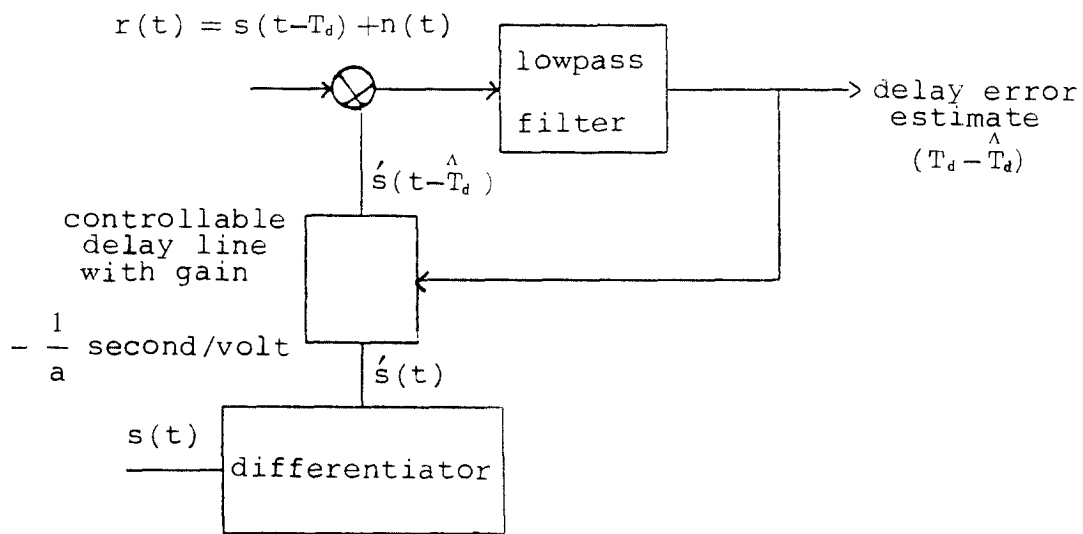 r(t) = s(t−T_d)+n(t)
lowpass
filter
delay error
estimate
(T_d − T̂_d)
ś(t−T̂_d)
controllable
delay line
with gain
− 1/a second/volt
ś(t)
s(t)
differentiator